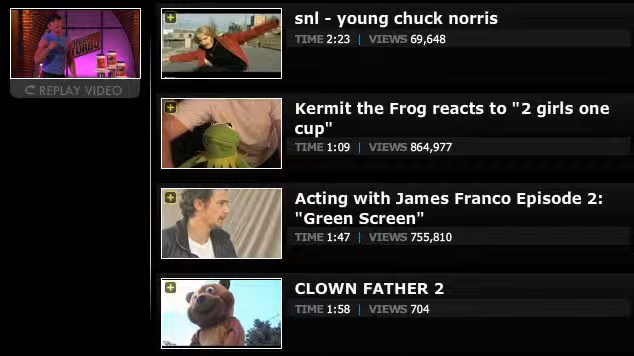 TURBO
REPLAY VIDEO
snl - young chuck norris
TIME 2:23 | VIEWS 69,648
Kermit the Frog reacts to "2 girls one
cup"
TIME 1:09 | VIEWS 864,977
Acting with James Franco Episode 2:
"Green Screen"
TIME 1:47 | VIEWS 755,810
CLOWN FATHER 2
TIME 1:58 | VIEWS 704